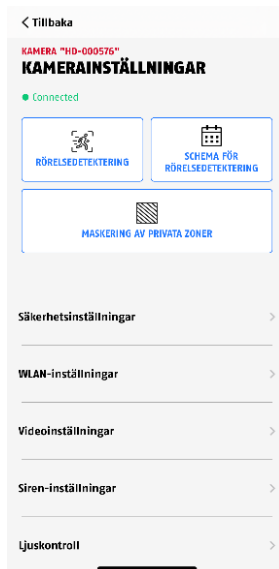 Tillbaka
KAMERA "HD-000576"
KAMERAINSTÄLLNINGAR
Connected
RÖRELSEDETEKTERING
SCHEMA FÖR
RÖRELSEDETEKTERING
MASKERING AV PRIVATA ZONER
Säkerhetsinställningar
WLAN-inställningar
Videoinställningar
Siren-inställningar
Ljuskontroll